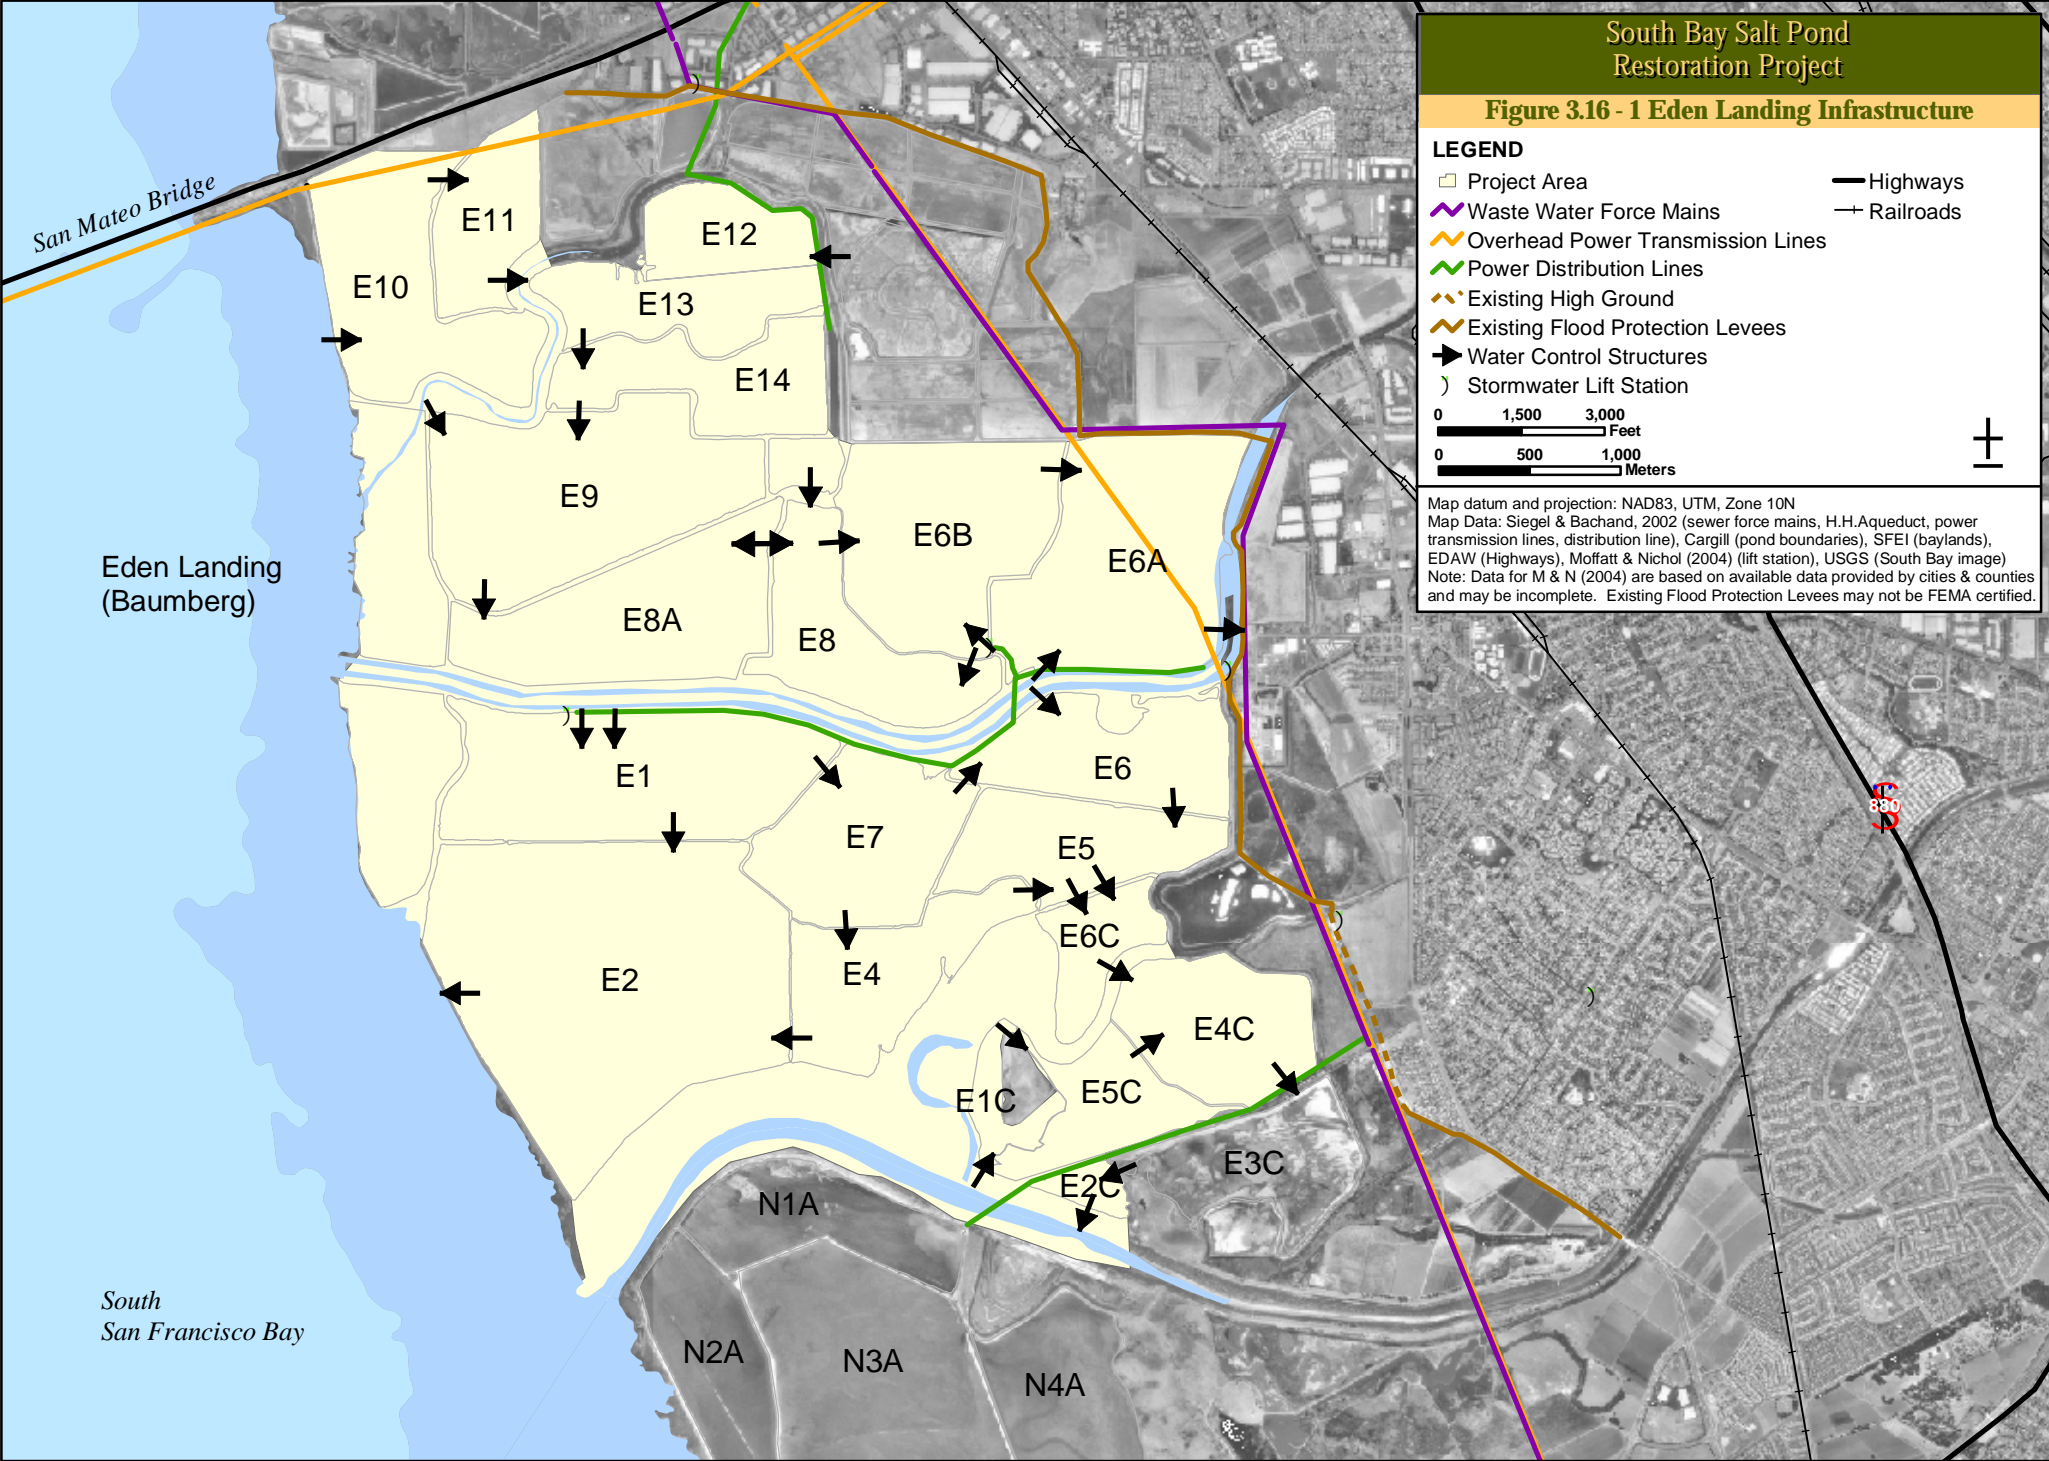 South Bay Salt Pond
Restoration Project
Figure 3.16 - 1 Eden Landing Infrastructure
LEGEND
Project Area
Highways
Waste Water Force Mains
Railroads
Overhead Power Transmission Lines
Power Distribution Lines
Existing High Ground
Existing Flood Protection Levees
Water Control Structures
Stormwater Lift Station
0 1,500 3,000
Feet
0 500 1,000
Meters
Map datum and projection: NAD83, UTM, Zone 10N
Map Data: Siegel & Bachand, 2002 (sewer force mains, H.H.Aqueduct, power
transmission lines, distribution line), Cargill (pond boundaries), SFEI (baylands),
EDAW (Highways), Moffatt & Nichol (2004) (lift station), USGS (South Bay image)
Note: Data for M & N (2004) are based on available data provided by cities & counties
and may be incomplete. Existing Flood Protection Levees may not be FEMA certified.
San Mateo Bridge
E11
E12
E10
E13
E14
E9
E6B
E6A
Eden Landing
(Baumberg)
E8A
E8
E1
E6
880
E7
E5
E6C
E2
E4
E4C
E1C
E5C
E3C
E2C
N1A
South
San Francisco Bay
N2A
N3A
N4A